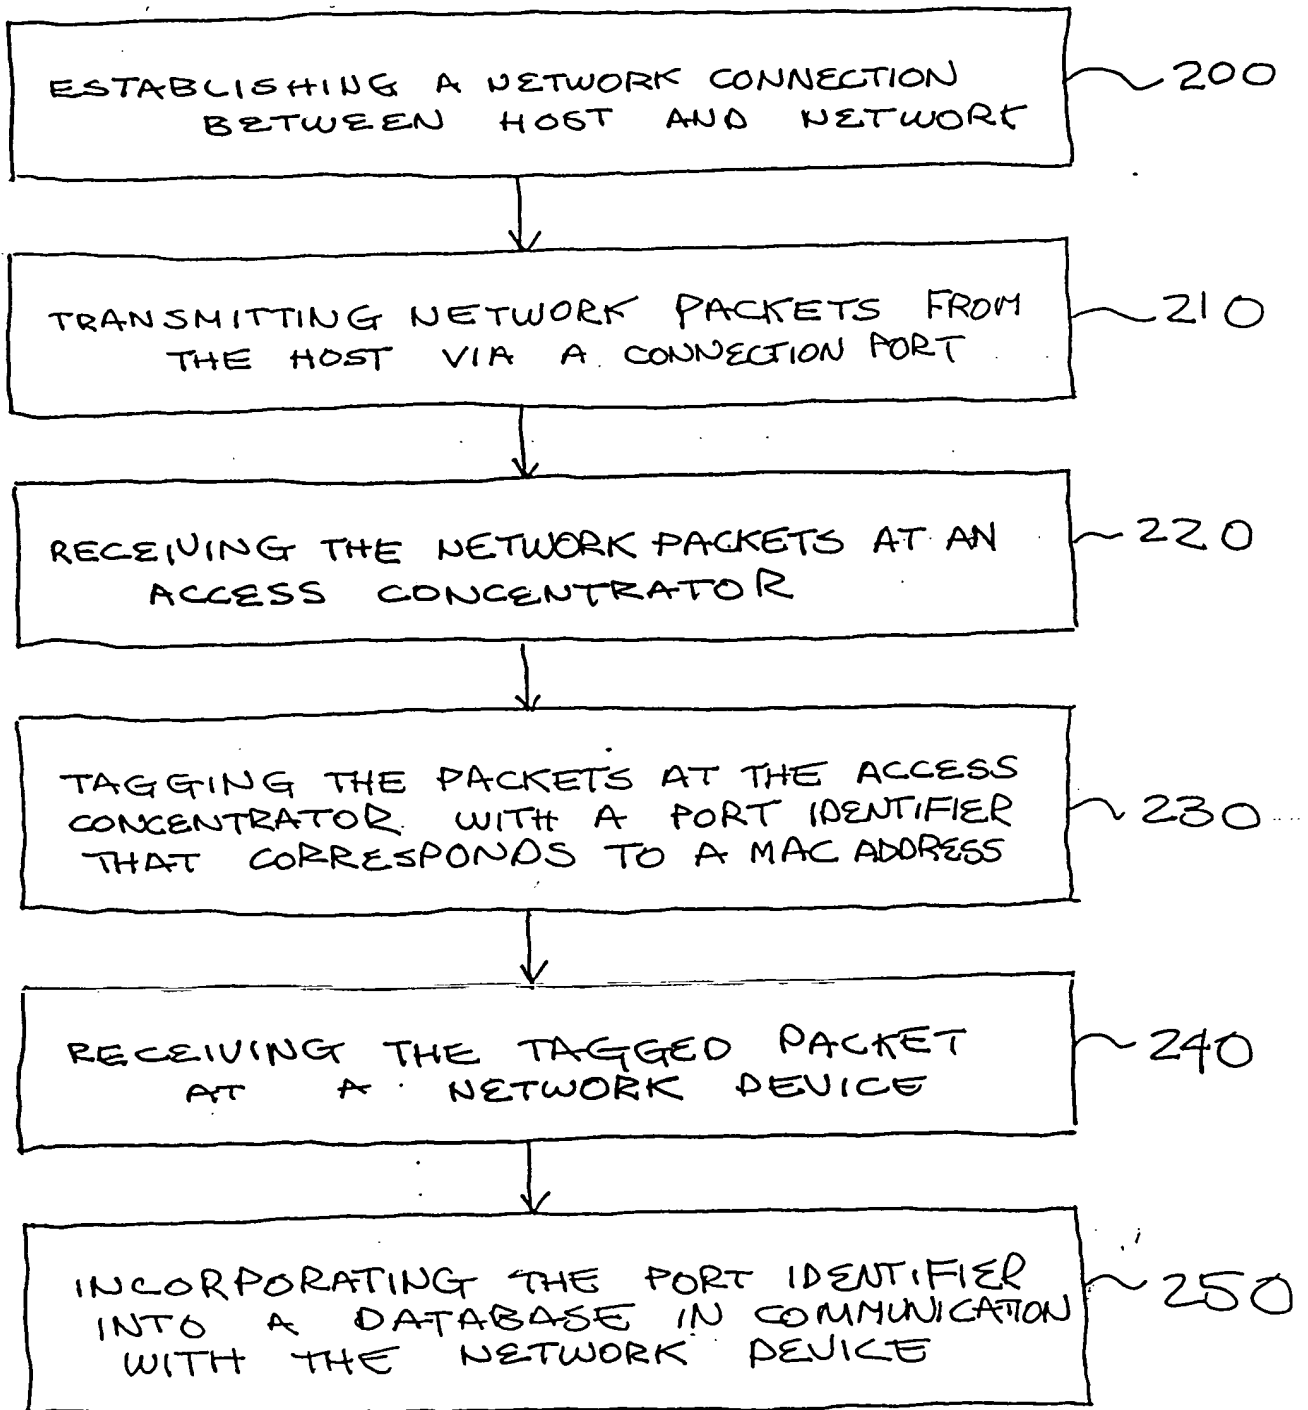 ESTABLISHING A NETWORK CONNECTION
BETWEEN HOST AND NETWORK
200
TRANSMITTING NETWORK PACKETS FROM
THE HOST VIA A CONNECTION PORT
210
RECEIVING THE NETWORK PACKETS AT AN
ACCESS CONCENTRATOR
220
TAGGING THE PACKETS AT THE ACCESS
CONCENTRATOR WITH A PORT IDENTIFIER
THAT CORRESPONDS TO A MAC ADDRESS
230
RECEIVING THE TAGGED PACKET
AT A NETWORK DEVICE
240
INCORPORATING THE PORT IDENTIFIER
INTO A DATABASE IN COMMUNICATION
WITH THE NETWORK DEVICE
250